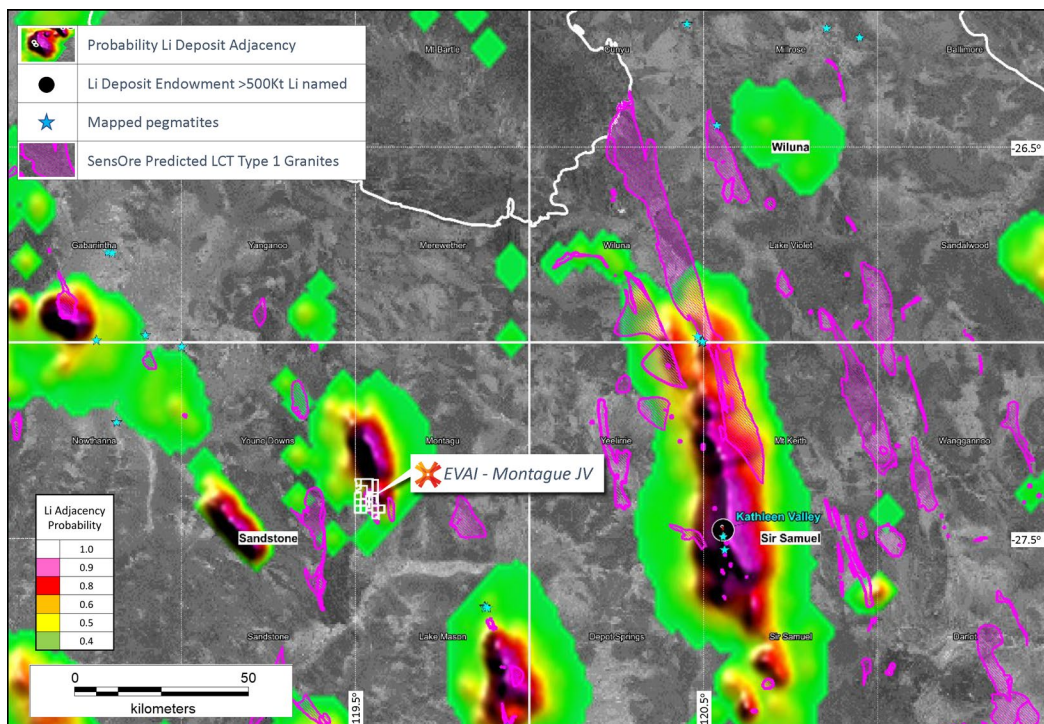 Probability Li Deposit Adjacency
Li Deposit Endowment >500Kt Li named
Mapped pegmatites
SensOre Predicted LCT Type 1 Granites
Mt Bartle
Cunyu
Millrose
Ballimore
Wiluna
-26.5°
Gabanintha
Yanganoo
Merewether
Wiluna
Lake Violet
Sandalwood
Nowthanna
Youno Downs
Montagu
Yeelirrie
Mt Keith
Wanggannoo
EVAI - Montague JV
Li Adjacency
Probability
1.0
0.9
0.8
0.6
0.5
0.4
Kathleen Valley
Sandstone
Sir Samuel
-27.5°
Sandstone
Lake Mason
Depot Springs
Sir Samuel
Darlot
0
50
kilometers
119.5°
120.5°